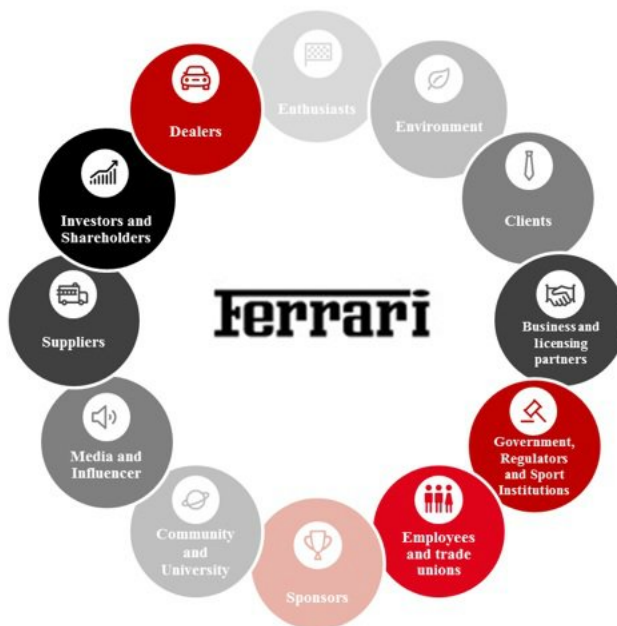 Enthusiasts
Environment
Clients
Business and
licensing
partners
Government,
Regulators
and Sport
Institutions
Employees
and trade
unions
Sponsors
Community
and
University
Media and
Influencer
Suppliers
Investors and
Shareholders
Dealers
Ferrari